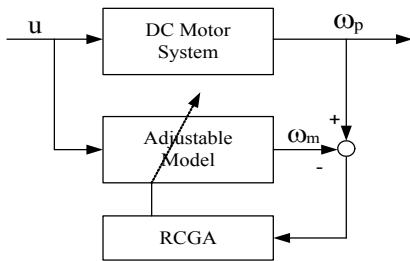 u
DC Motor
System
ωp
Adjustable
Model
ωm
+
-
RCGA